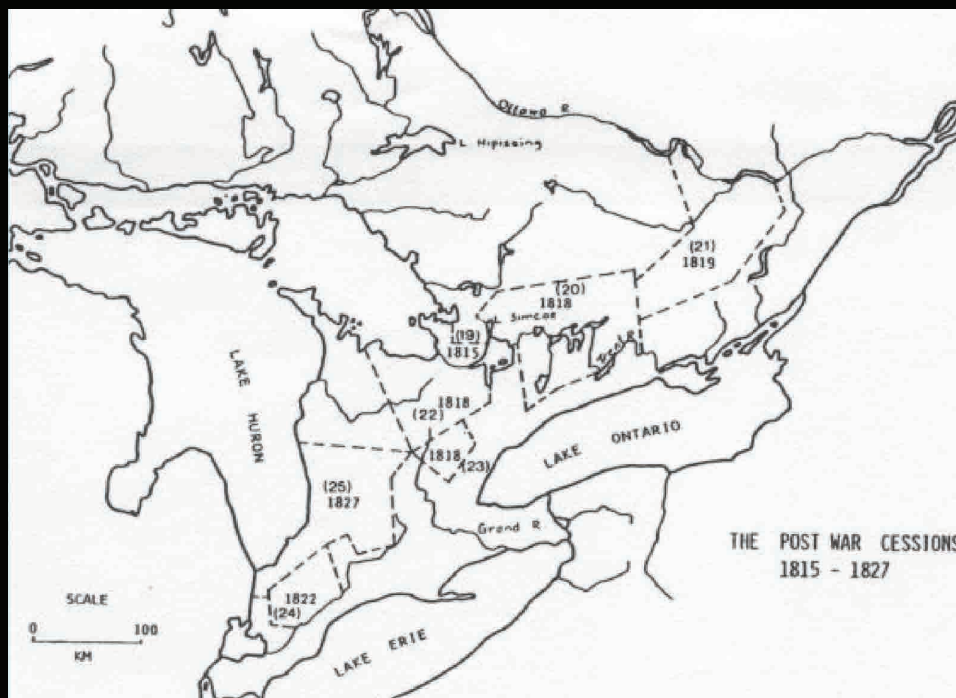 Ottawa R
L Nipissing
(21)
1819
(20)
1818
L Simcoe
(19)
1815
Trent R
LAKE
HURON
1818
(22)
1818
(23)
LAKE ONTARIO
(25)
1827
Grand R
THE POST WAR CESSIONS
1815 - 1827
SCALE
0 100
KM
1822
(24)
LAKE ERIE